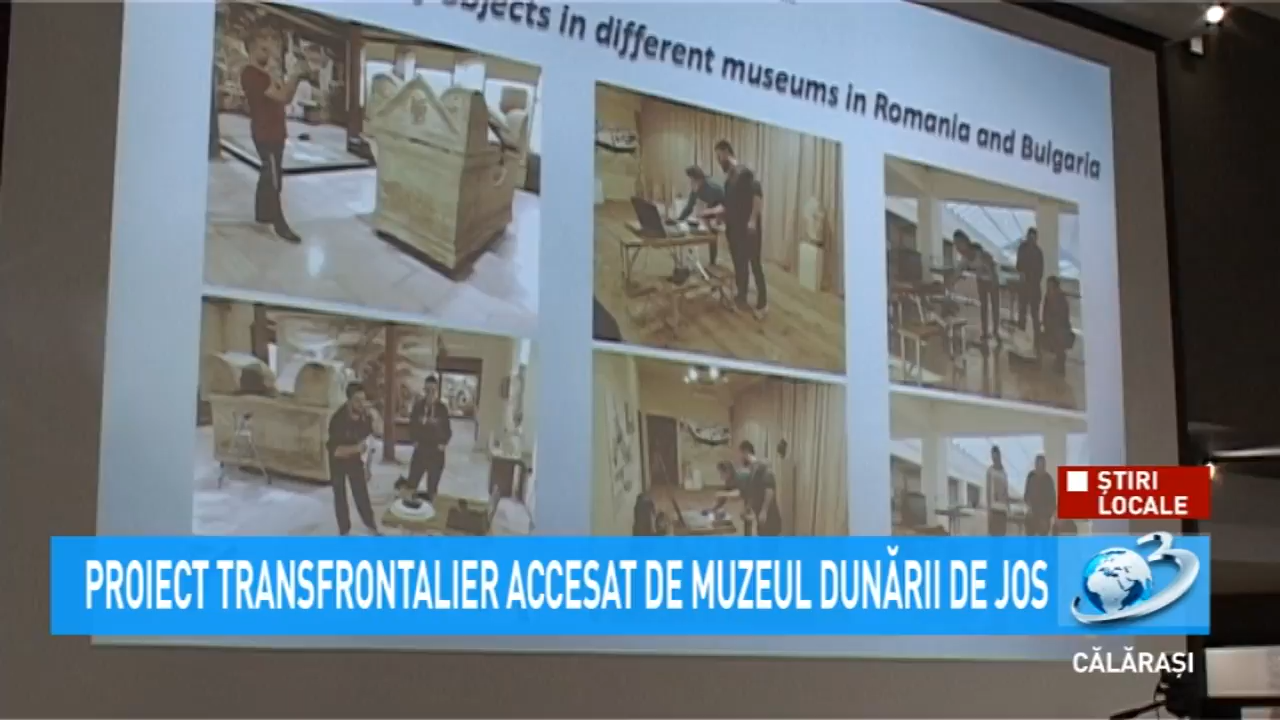 objects in different museums in Romania and Bulgaria
ȘTIRI
LOCALE
PROIECT TRANSFRONTALIER ACCESAT DE MUZEUL DUNĂRII DE JOS
3
CĂLĂRAȘI